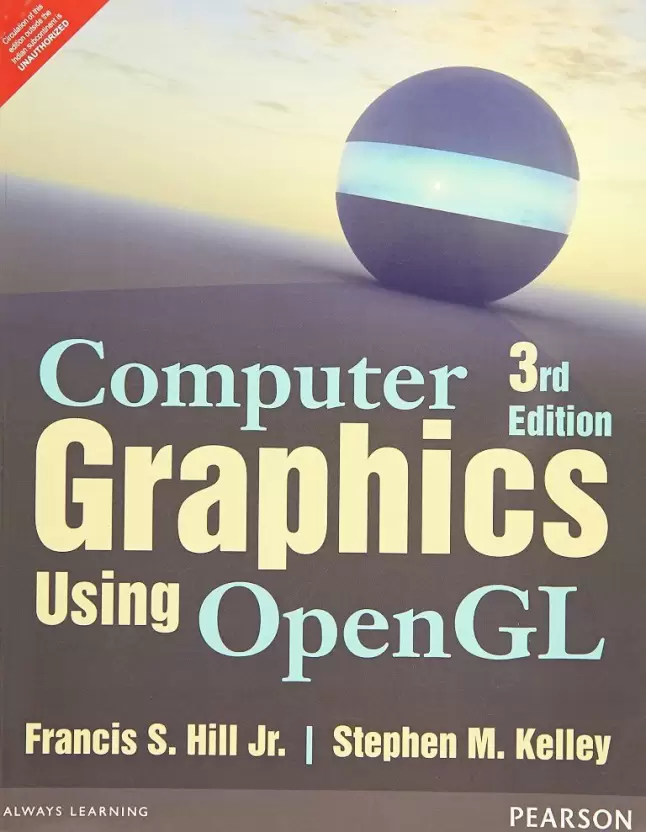 Circulation of this
edition outside the
Indian subcontinent is
UNAUTHORIZED
Computer
3rd
Edition
Graphics
Using OpenGL
Francis S. Hill Jr. | Stephen M. Kelley
ALWAYS LEARNING
PEARSON